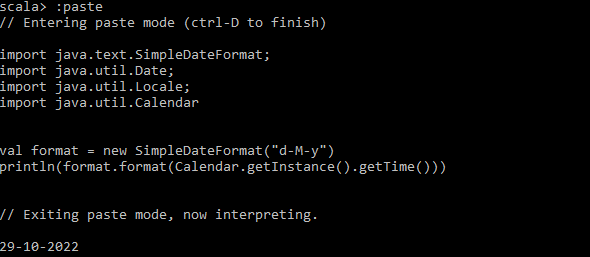 scala> :paste
// Entering paste mode (ctrl-D to finish)
import java.text.SimpleDateFormat;
import java.util.Date;
import java.util.Locale;
import java.util.Calendar
val format = new SimpleDateFormat("d-M-y")
println(format.format(Calendar.getInstance().getTime()))
// Exiting paste mode, now interpreting.
29-10-2022